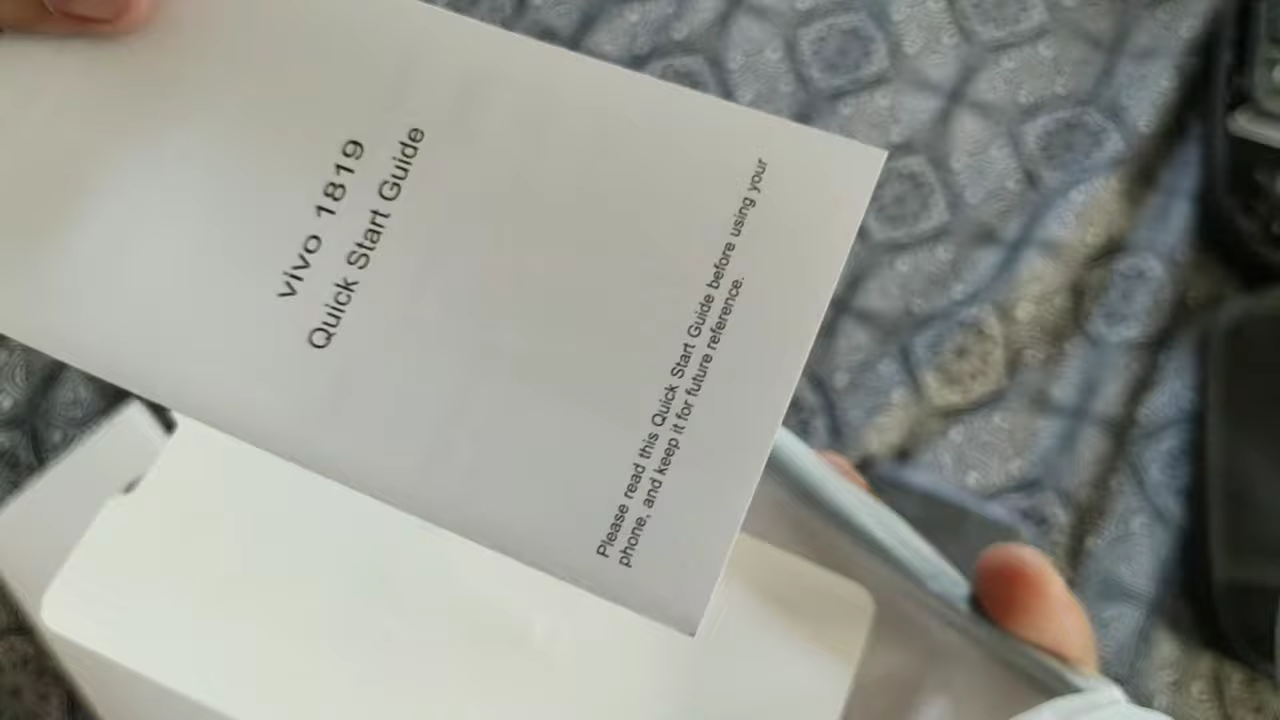 vivo 1819
Quick Start Guide
Please read this Quick Start Guide before using your
phone, and keep it for future reference.